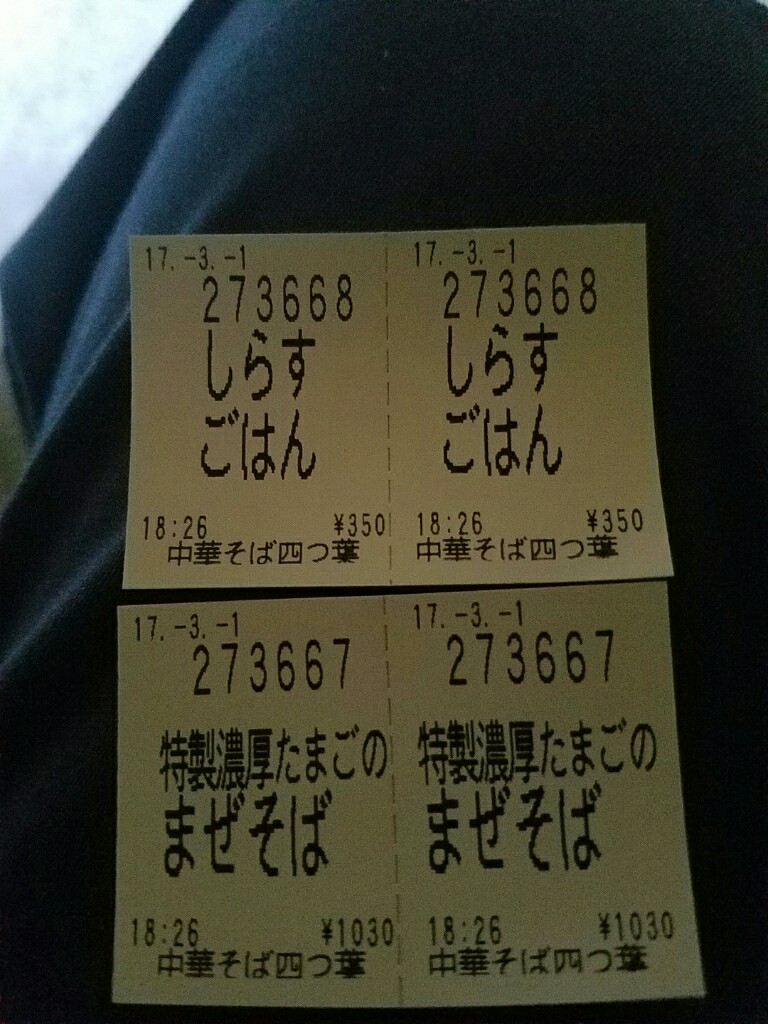 17.-3.-1
273668
しらす
ごはん
18:26 ¥350
中華そば四つ葉
17.-3.-1
273668
しらす
ごはん
18:26 ¥350
中華そば四つ葉
17.-3.-1
273667
特製濃厚たまごの
まぜそば
18:26 ¥1030
中華そば四つ葉
17.-3.-1
273667
特製濃厚たまごの
まぜそば
18:26 ¥1030
中華そば四つ葉